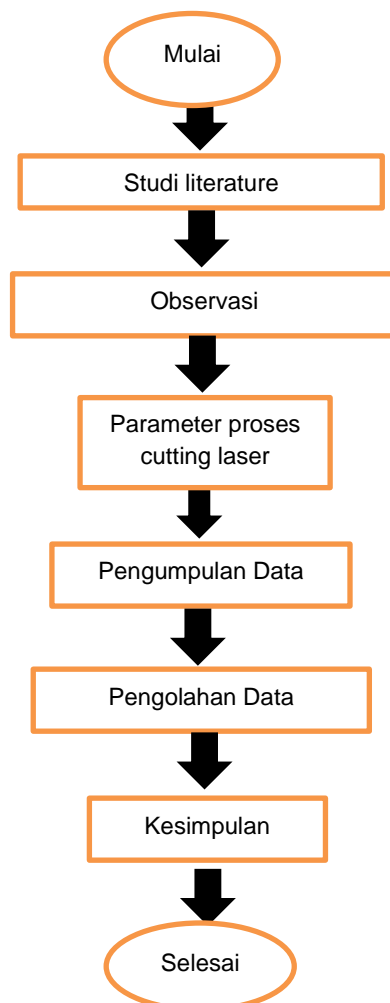 Mulai
Studi literature
Observasi
Parameter proses
cutting laser
Pengumpulan Data
Pengolahan Data
Kesimpulan
Selesai